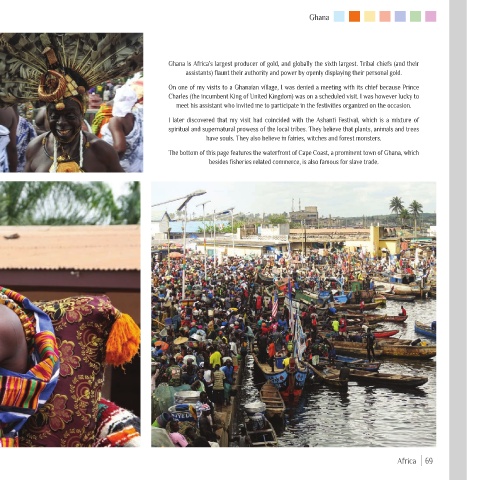 Ghana
Ghana is Africa's largest producer of gold, and globally the sixth largest. Tribal chiefs (and their
assistants) flaunt their authority and power by openly displaying their personal gold.
On one of my visits to a Ghanaian village, I was denied a meeting with its chief because Prince
Charles (the incumbent King of United Kingdom) was on a scheduled visit. I was however lucky to
meet his assistant who invited me to participate in the festivities organized on the occasion.
I later discovered that my visit had coincided with the Ashanti Festival, which is a mixture of
spiritual and supernatural prowess of the local tribes. They believe that plants, animals and trees
have souls. They also believe in fairies, witches and forest monsters.
The bottom of this page features the waterfront of Cape Coast, a prominent town of Ghana, which
besides fisheries related commerce, is also famous for slave trade.
Africa | 69